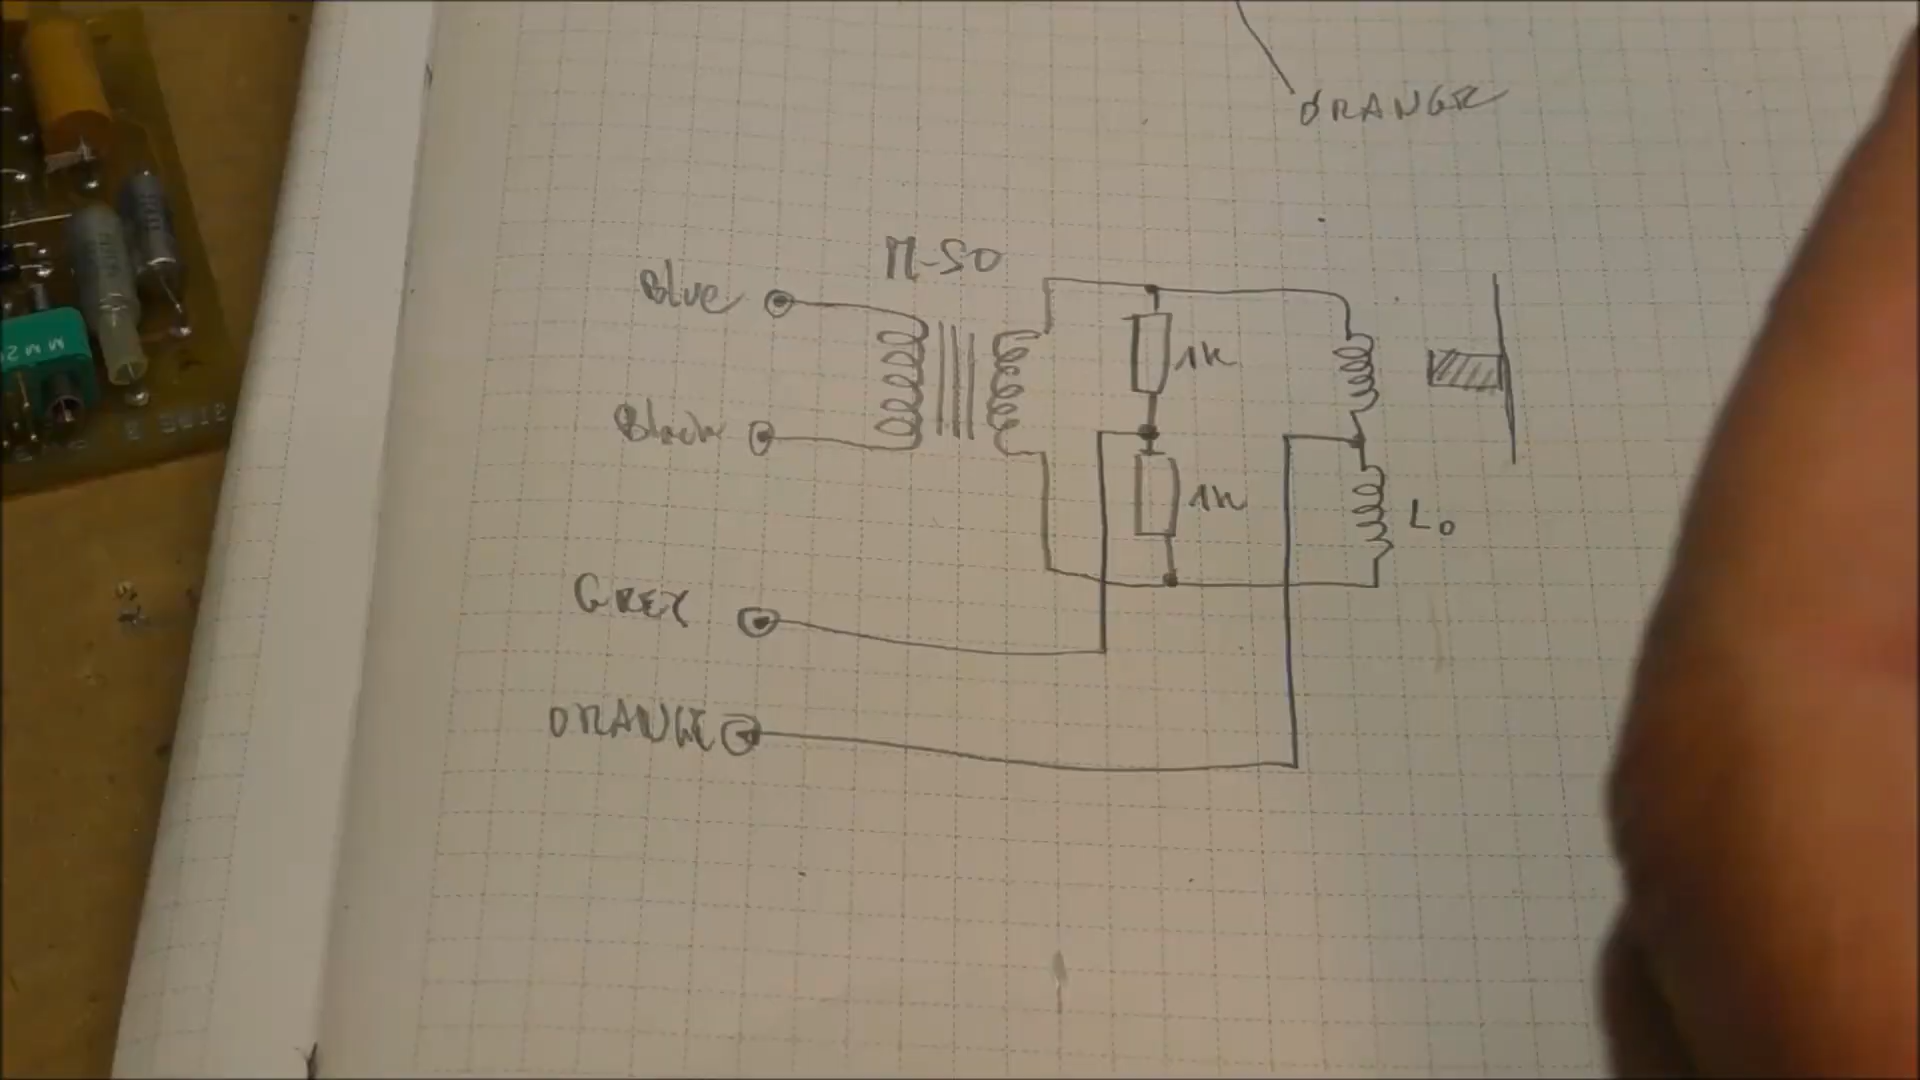 ORANGE
M-50
Blue
1k
Black
1k
L0
GREY
ORANGE